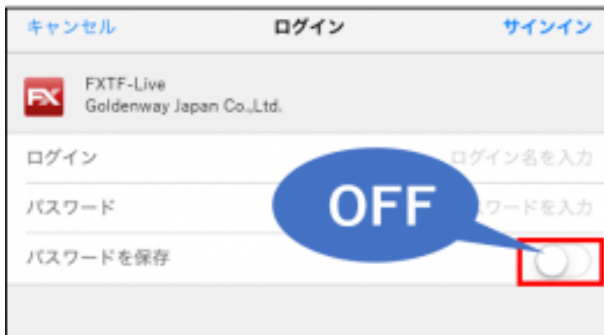 キャンセル ログイン サインイン
FX
FXTF-Live
Goldenway Japan Co.,Ltd.
ログイン ログイン名を入力
パスワード ワードを入力
OFF
パスワードを保存